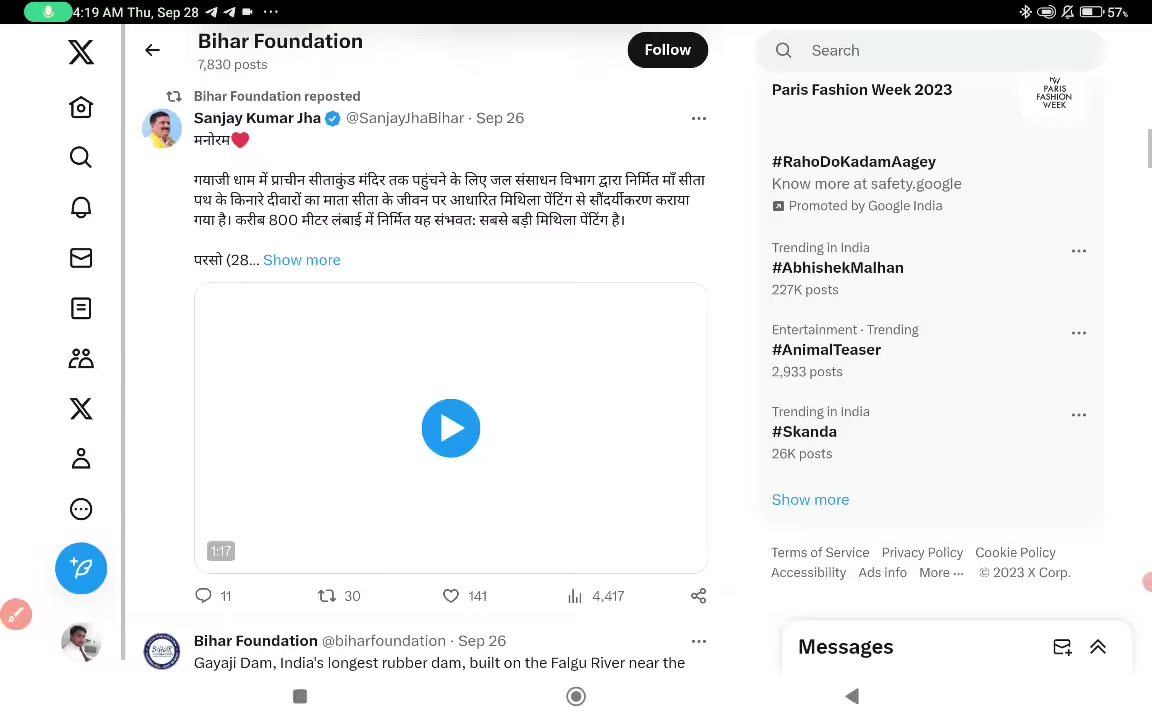 4:19 AM Thu, Sep 28
57%
Bihar Foundation
7,830 posts
Follow
Search
Bihar Foundation reposted
Sanjay Kumar Jha @SanjayJhaBihar · Sep 26
मनोरम❤️
गयाजी धाम में प्राचीन सीताकुंड मंदिर तक पहुंचने के लिए जल संसाधन विभाग द्वारा निर्मित माँ सीता
पथ के किनारे दीवारों का माता सीता के जीवन पर आधारित मिथिला पेंटिंग से सौंदर्यीकरण कराया
गया है। करीब 800 मीटर लंबाई में निर्मित यह संभवत: सबसे बड़ी मिथिला पेंटिंग है।
परसो (28... Show more
1:17
11 30 141 4,417
Bihar Foundation @biharfoundation · Sep 26
Gayaji Dam, India's longest rubber dam, built on the Falgu River near the
Paris Fashion Week 2023
PARIS
FASHION
WEEK
#RahoDoKadamAagey
Know more at safety.google
Promoted by Google India
Trending in India
#AbhishekMalhan
227K posts
Entertainment · Trending
#AnimalTeaser
2,933 posts
Trending in India
#Skanda
26K posts
Show more
Terms of Service Privacy Policy Cookie Policy
Accessibility Ads info More ··· © 2023 X Corp.
Messages